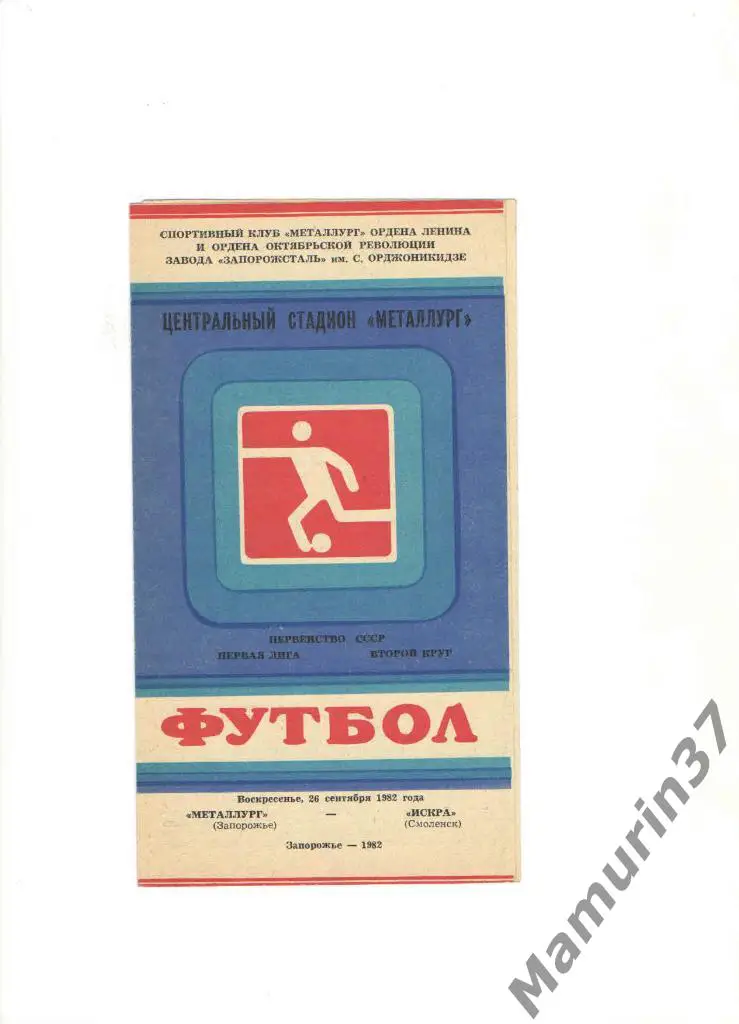 СПОРТИВНЫЙ КЛУБ «МЕТАЛЛУРГ» ОРДЕНА ЛЕНИНА
И ОРДЕНА ОКТЯБРЬСКОЙ РЕВОЛЮЦИИ
ЗАВОДА «ЗАПОРОЖСТАЛЬ» им. С. ОРДЖОНИКИДЗЕ
ЦЕНТРАЛЬНЫЙ СТАДИОН «МЕТАЛЛУРГ»
ПЕРВЕНСТВО СССР
ПЕРВАЯ ЛИГА ВТОРОЙ КРУГ
ФУТБОЛ
Воскресенье, 26 сентября 1982 года
«МЕТАЛЛУРГ» — «ИСКРА»
(Запорожье) (Смоленск)
Запорожье — 1982
Mamurin37